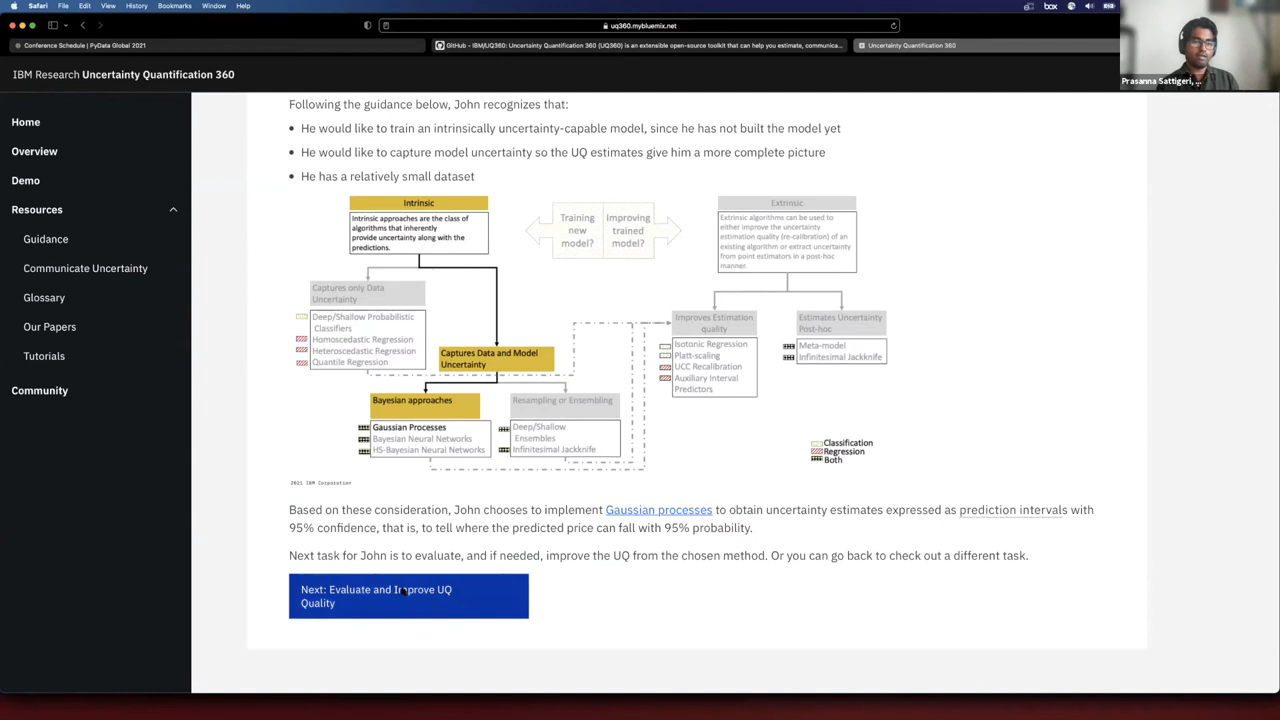 Safari File Edit View History Bookmarks Window Help
box
uq360.mybluemix.net
Conference Schedule | PyData Global 2021
GitHub - IBM/UQ360: Uncertainty Quantification 360 (UQ360) is an extensible open-source toolkit that can help you estimate, communica...
Uncertainty Quantification 360
Prasanna Sattigeri, ...
IBM Research Uncertainty Quantification 360
Home
Overview
Demo
Resources
Guidance
Communicate Uncertainty
Glossary
Our Papers
Tutorials
Community
Following the guidance below, John recognizes that:
• He would like to train an intrinsically uncertainty-capable model, since he has not built the model yet
• He would like to capture model uncertainty so the UQ estimates give him a more complete picture
• He has a relatively small dataset
Intrinsic
Intrinsic approaches are the class of
algorithms that inherently
provide uncertainty along with the
predictions.
Training
new
model?
Improving
trained
model?
Extrinsic
Extrinsic algorithms can be used to
either improve the uncertainty
estimation quality (re-calibration) of an
existing algorithm or extract uncertainty
from point estimators in a post-hoc
manner.
Captures only Data
Uncertainty
Deep/Shallow Probabilistic
Classifiers
Homoscedastic Regression
Heteroscedastic Regression
Quantile Regression
Captures Data and Model
Uncertainty
Bayesian approaches
Gaussian Processes
Bayesian Neural Networks
HS-Bayesian Neural Networks
Resampling or Ensembling
Deep/Shallow
Ensembles
Infinitesimal Jackknife
Improves Estimation
quality
Isotonic Regression
Platt-scaling
UCC Recalibration
Auxiliary Interval
Predictors
Estimates Uncertainty
Post-hoc
Meta-model
Infinitesimal Jackknife
Classification
Regression
Both
2021 IBM Corporation
Based on these consideration, John chooses to implement Gaussian processes to obtain uncertainty estimates expressed as prediction intervals with
95% confidence, that is, to tell where the predicted price can fall with 95% probability.
Next task for John is to evaluate, and if needed, improve the UQ from the chosen method. Or you can go back to check out a different task.
Next: Evaluate and Improve UQ
Quality